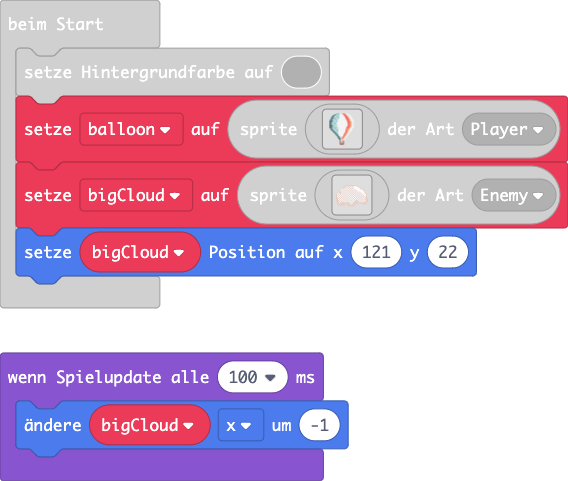 beim Start
setze Hintergrundfarbe auf
setze balloon auf sprite der Art Player
setze bigCloud auf sprite der Art Enemy
setze bigCloud Position auf x 121 y 22
wenn Spielupdate alle 100 ms
ändere bigCloud x um -1